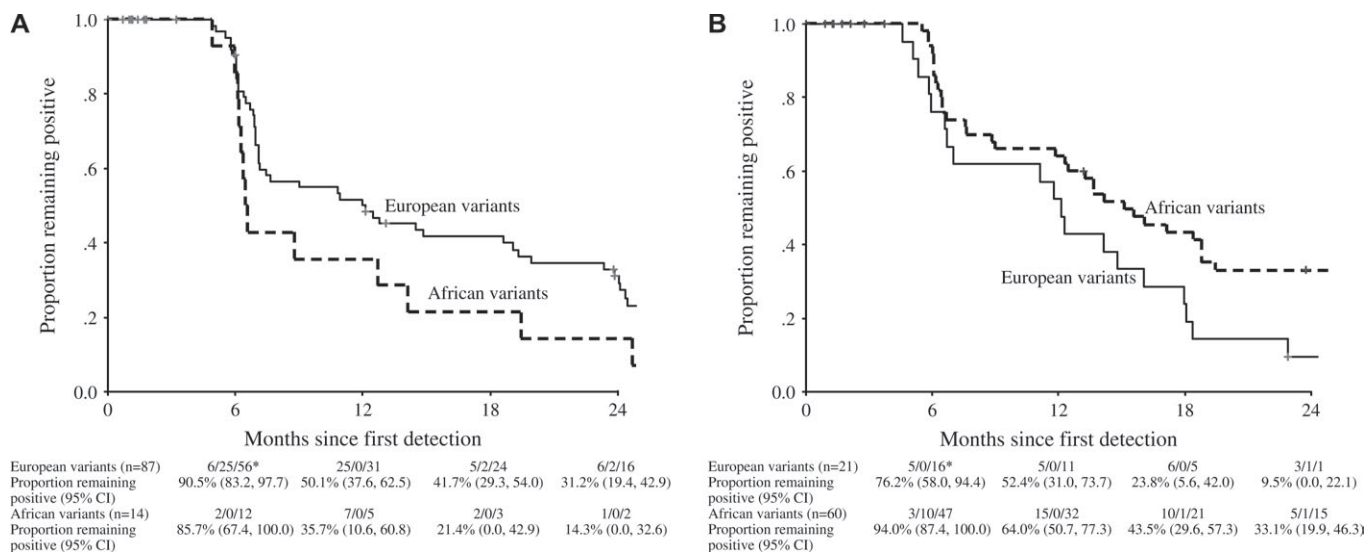 A
1.0
.8
.6
.4
.2
0.0
Proportion remaining positive
European variants
African variants
0 6 12 18 24
Months since first detection
European variants (n=87) 6/25/56* 25/0/31 5/2/24 6/2/16
Proportion remaining 90.5% (83.2, 97.7) 50.1% (37.6, 62.5) 41.7% (29.3, 54.0) 31.2% (19.4, 42.9)
positive (95% CI)
African variants (n=14) 2/0/12 7/0/5 2/0/3 1/0/2
Proportion remaining 85.7% (67.4, 100.0) 35.7% (10.6, 60.8) 21.4% (0.0, 42.9) 14.3% (0.0, 32.6)
positive (95% CI)
B
1.0
.8
.6
.4
.2
0.0
Proportion remaining positive
African variants
European variants
0 6 12 18 24
Months since first detection
European variants (n=21) 5/0/16* 5/0/11 6/0/5 3/1/1
Proportion remaining 76.2% (58.0, 94.4) 52.4% (31.0, 73.7) 23.8% (5.6, 42.0) 9.5% (0.0, 22.1)
positive (95% CI)
African variants (n=60) 3/10/47 15/0/32 10/1/21 5/1/15
Proportion remaining 94.0% (87.4, 100.0) 64.0% (50.7, 77.3) 43.5% (29.6, 57.3) 33.1% (19.9, 46.3)
positive (95% CI)